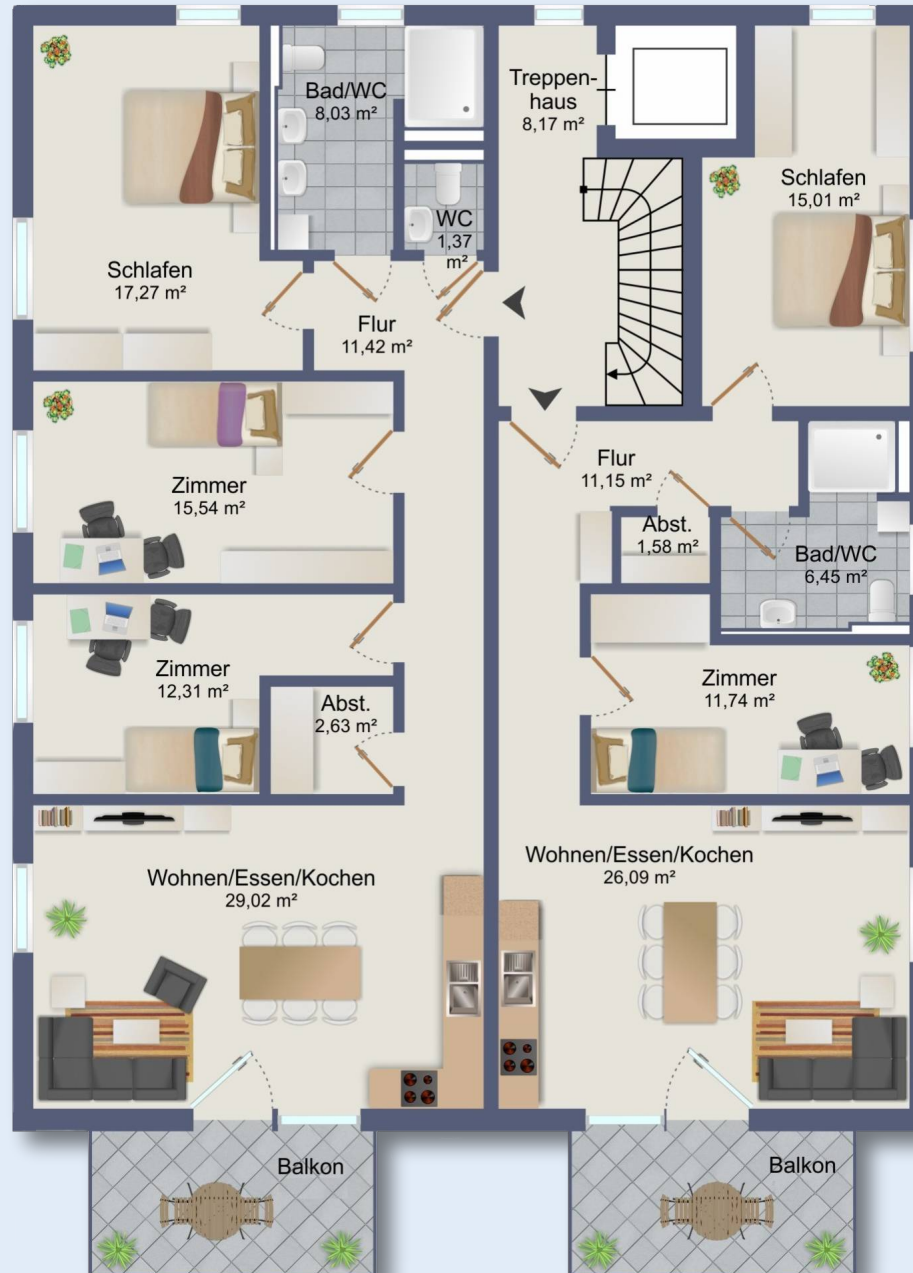 Bad/WC
8,03 m²
Treppen-
haus
8,17 m²
Schlafen
15,01 m²
WC
1,37
m²
Schlafen
17,27 m²
Flur
11,42 m²
Flur
11,15 m²
Zimmer
15,54 m²
Abst.
1,58 m²
Bad/WC
6,45 m²
Zimmer
12,31 m²
Abst.
2,63 m²
Zimmer
11,74 m²
Wohnen/Essen/Kochen
29,02 m²
Wohnen/Essen/Kochen
26,09 m²
Balkon
Balkon